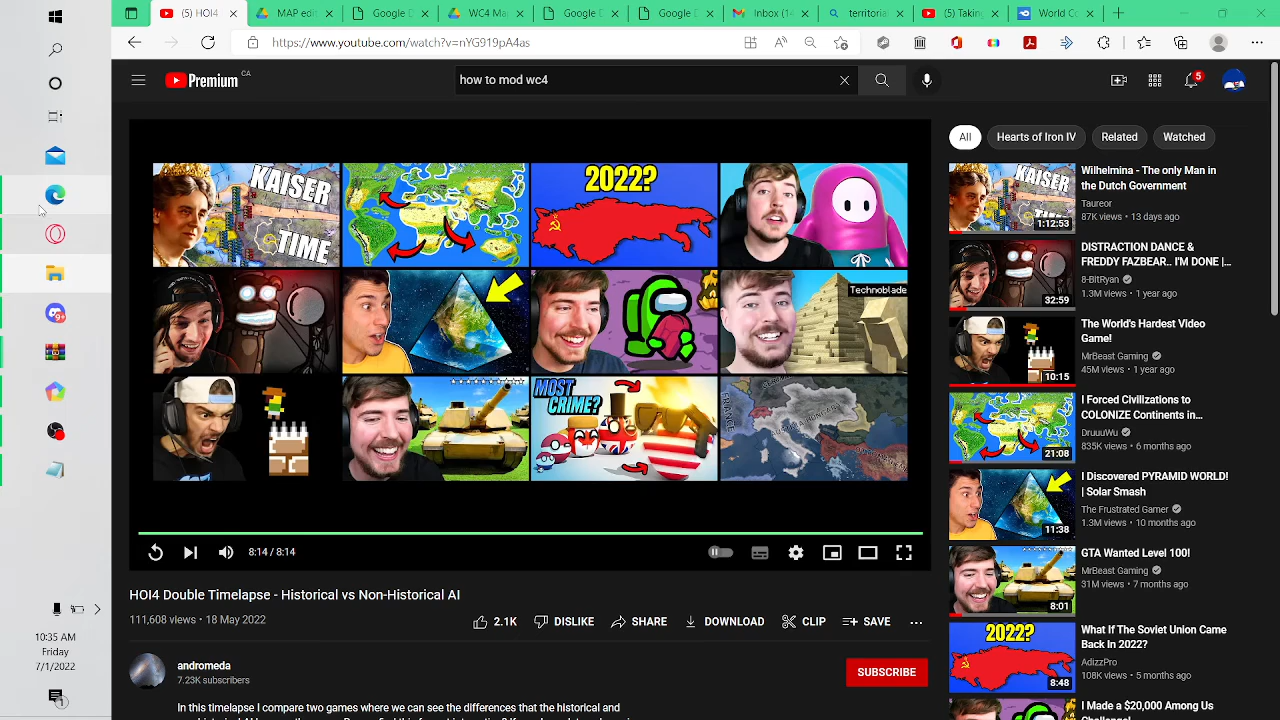 (5) HOI4
MAP edit
Google E
WC4 Ma
Google E
Google E
Inbox (14
territorial
(5) Taking
World Co
https://www.youtube.com/watch?v=nYG919pA4as
Premium CA
how to mod wc4
5
KAISER
TIME
2022?
Technoblade
MOST
CRIME?
8:14 / 8:14
HOI4 Double Timelapse - Historical vs Non-Historical AI
111,608 views • 18 May 2022
2.1K
DISLIKE
SHARE
DOWNLOAD
CLIP
SAVE
andromeda
7.23K subscribers
SUBSCRIBE
In this timelapse I compare two games where we can see the differences that the historical and
All
Hearts of Iron IV
Related
Watched
KAISER
TIME
1:12:53
Wilhelmina - The only Man in
the Dutch Government
Taureor
87K views • 13 days ago
32:59
DISTRACTION DANCE &
FREDDY FAZBEAR.. I'M DONE |...
8-BitRyan
1.3M views • 1 year ago
10:15
The World's Hardest Video
Game!
MrBeast Gaming
45M views • 1 year ago
21:08
I Forced Civilizations to
COLONIZE Continents in...
DruuuWu
835K views • 6 months ago
11:38
I Discovered PYRAMID WORLD!
| Solar Smash
The Frustrated Gamer
1.3M views • 10 months ago
8:01
GTA Wanted Level 100!
MrBeast Gaming
31M views • 7 months ago
2022?
8:48
What If The Soviet Union Came
Back In 2022?
AdizzPro
108K views • 5 months ago
I Made a $20,000 Among Us
9+
10:35 AM
Friday
7/1/2022
1